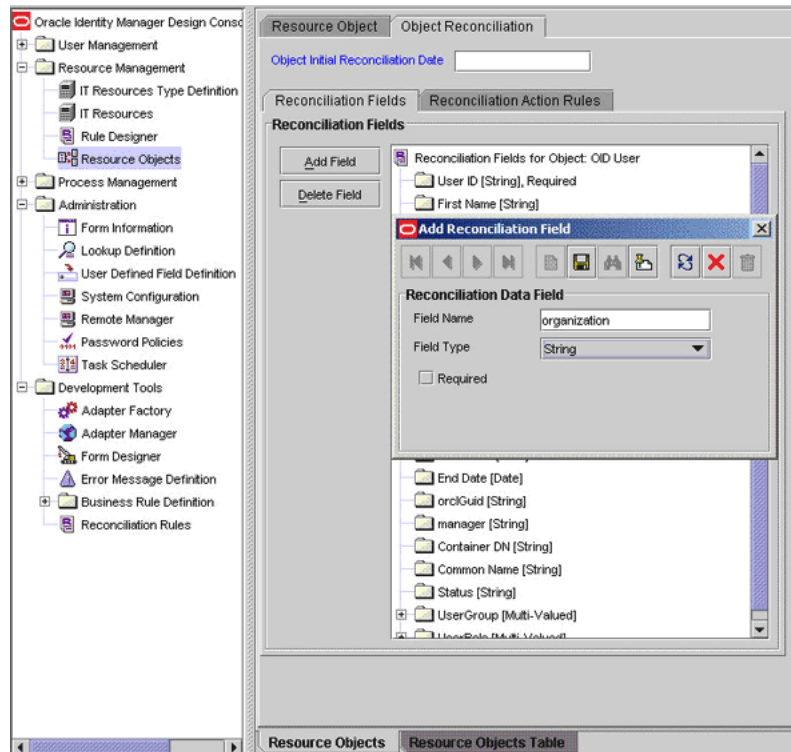 Oracle Identity Manager Design Conso
User Management
Resource Management
IT Resources Type Definition
IT Resources
Rule Designer
Resource Objects
Process Management
Administration
Form Information
Lookup Definition
User Defined Field Definition
System Configuration
Remote Manager
Password Policies
Task Scheduler
Development Tools
Adapter Factory
Adapter Manager
Form Designer
Error Message Definition
Business Rule Definition
Reconciliation Rules
Resource Object
Object Reconciliation
Object Initial Reconciliation Date
Reconciliation Fields
Reconciliation Action Rules
Reconciliation Fields
Add Field
Delete Field
Reconciliation Fields for Object: OID User
User ID [String], Required
First Name [String]
Add Reconciliation Field
Reconciliation Data Field
Field Name organization
Field Type String
Required
End Date [Date]
orclGuid [String]
manager [String]
Container DN [String]
Common Name [String]
Status [String]
UserGroup [Multi-Valued]
UserRole [Multi-Valued]
Resource Objects
Resource Objects Table